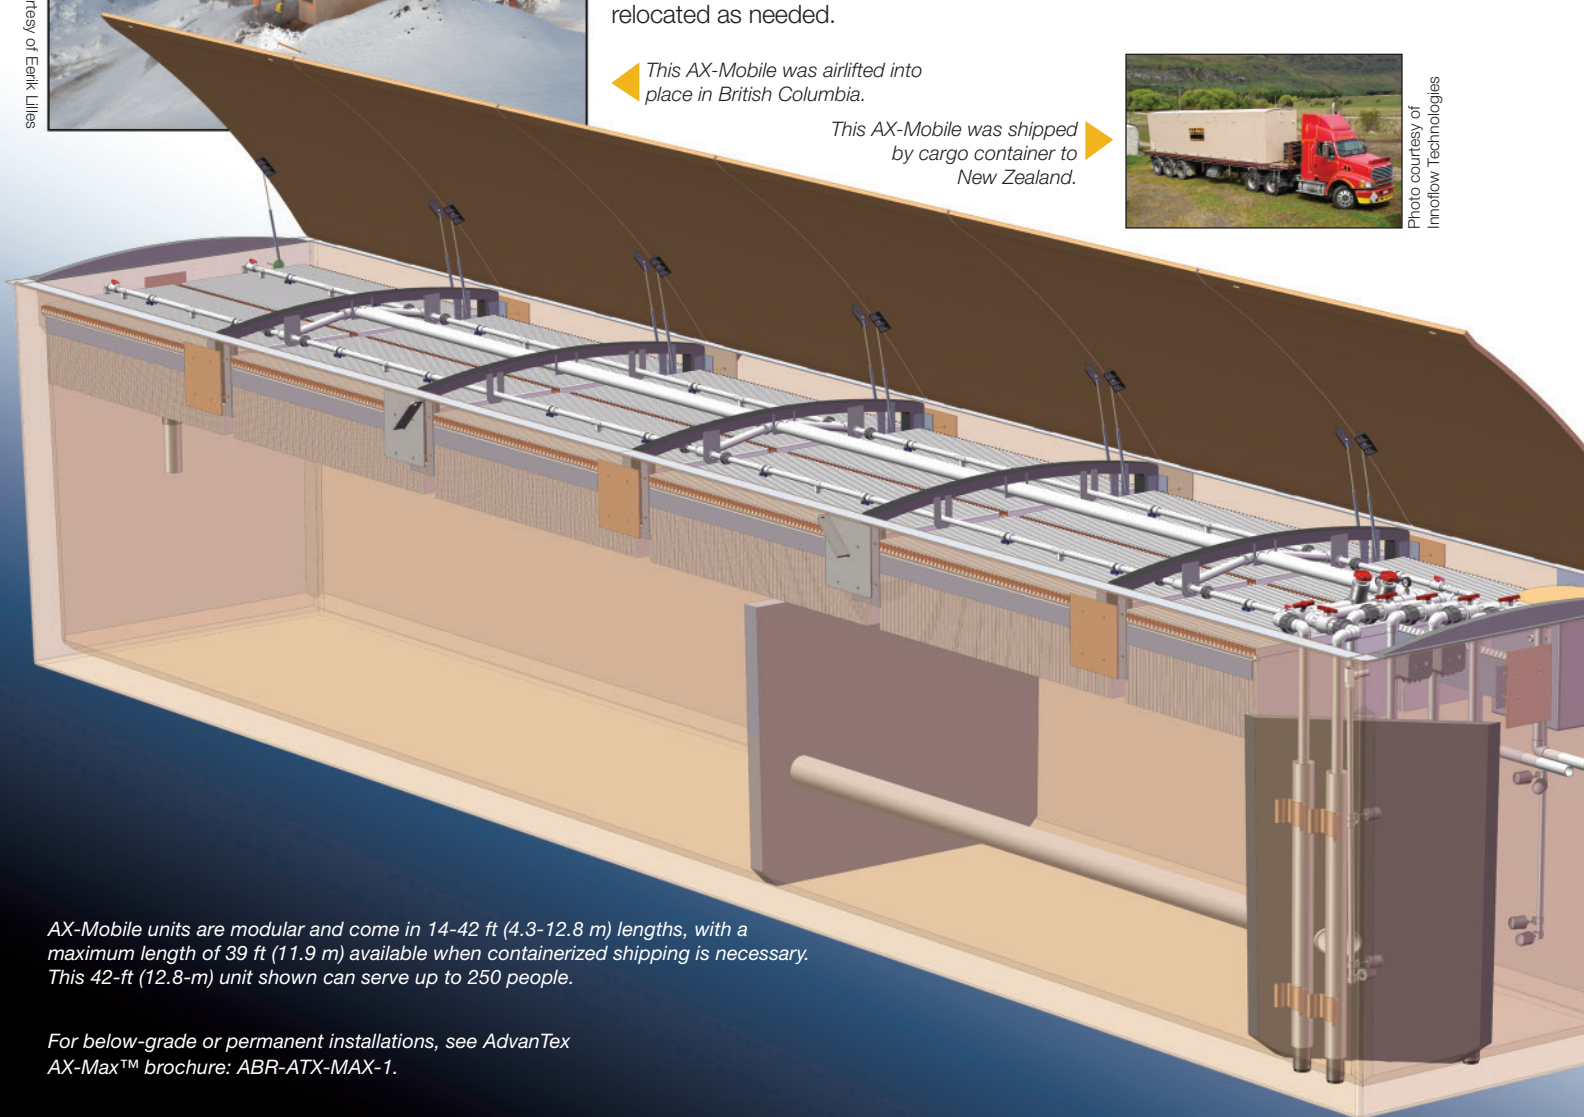 relocated as needed.
This AX-Mobile was airlifted into
place in British Columbia.
This AX-Mobile was shipped
by cargo container to
New Zealand.
Photo courtesy of
Innoflow Technologies
of Eerik Lilles
AX-Mobile units are modular and come in 14-42 ft (4.3-12.8 m) lengths, with a
maximum length of 39 ft (11.9 m) available when containerized shipping is necessary.
This 42-ft (12.8-m) unit shown can serve up to 250 people.
For below-grade or permanent installations, see AdvanTex
AX-Max™ brochure: ABR-ATX-MAX-1.